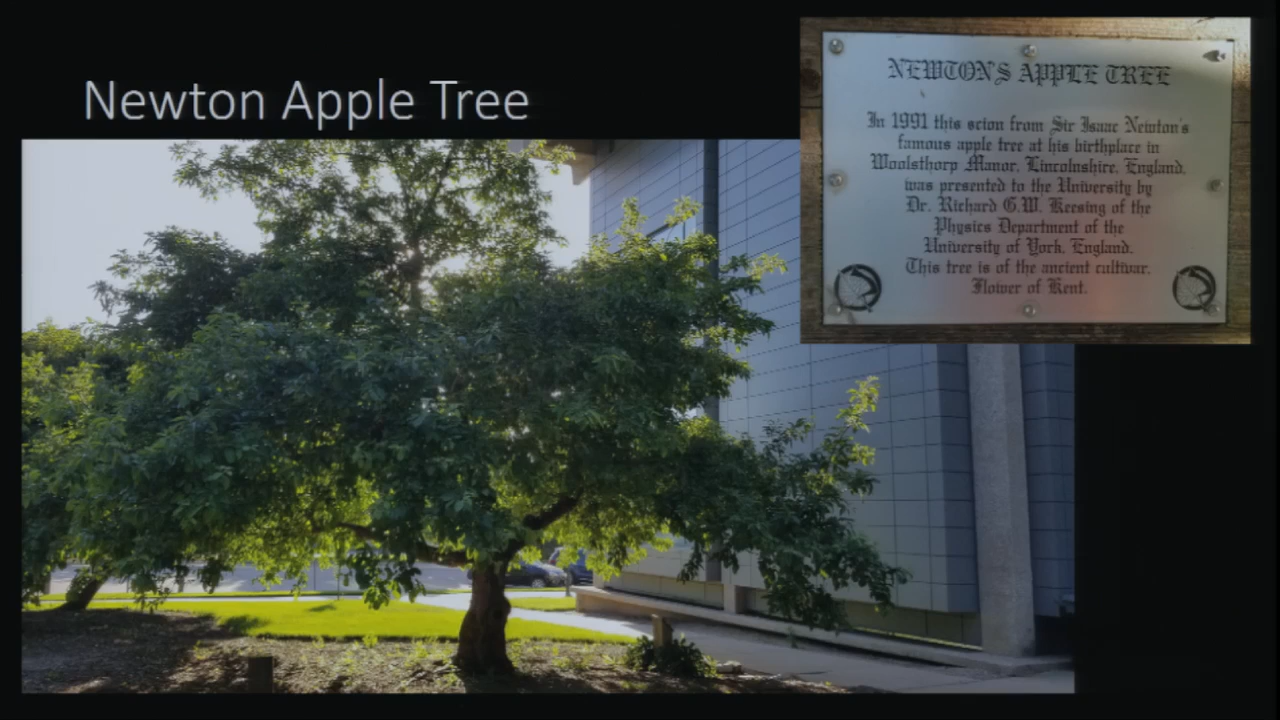 Newton Apple Tree
NEWTON'S APPLE TREE
In 1991 this scion from Sir Isaac Newton's
famous apple tree at his birthplace in
Woolsthorp Manor, Lincolnshire, England,
was presented to the University by
Dr. Richard G.W. Keesing of the
Physics Department of the
University of York, England.
This tree is of the ancient cultivar,
Flower of Kent.